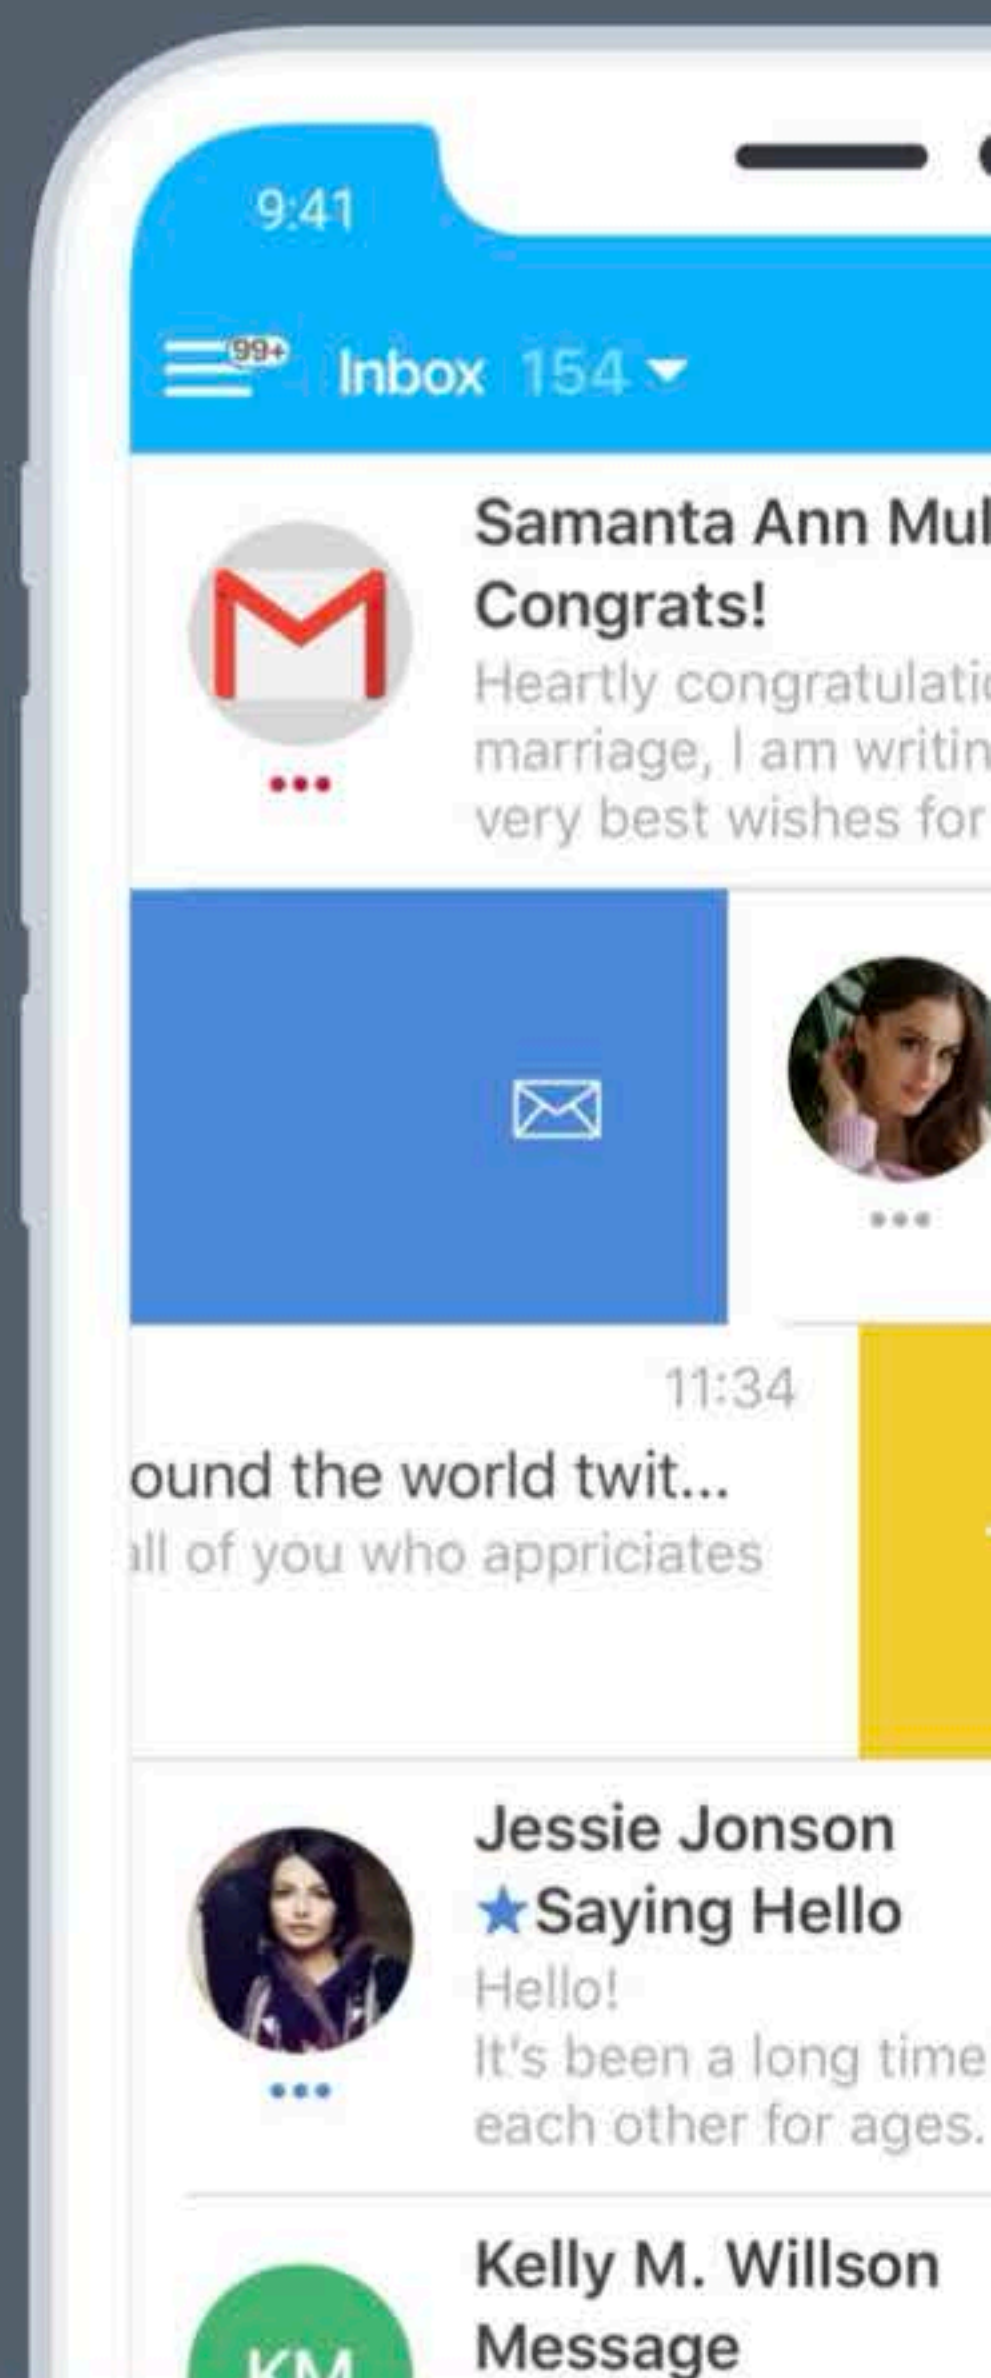 9:41
99+
Inbox 154
Samanta Ann Mul
Congrats!
Heartly congratulatio
marriage, I am writin
very best wishes for
11:34
ound the world twit...
all of you who appriciates
Jessie Jonson
Saying Hello
Hello!
It's been a long time
each other for ages.
Kelly M. Willson
KM
Message